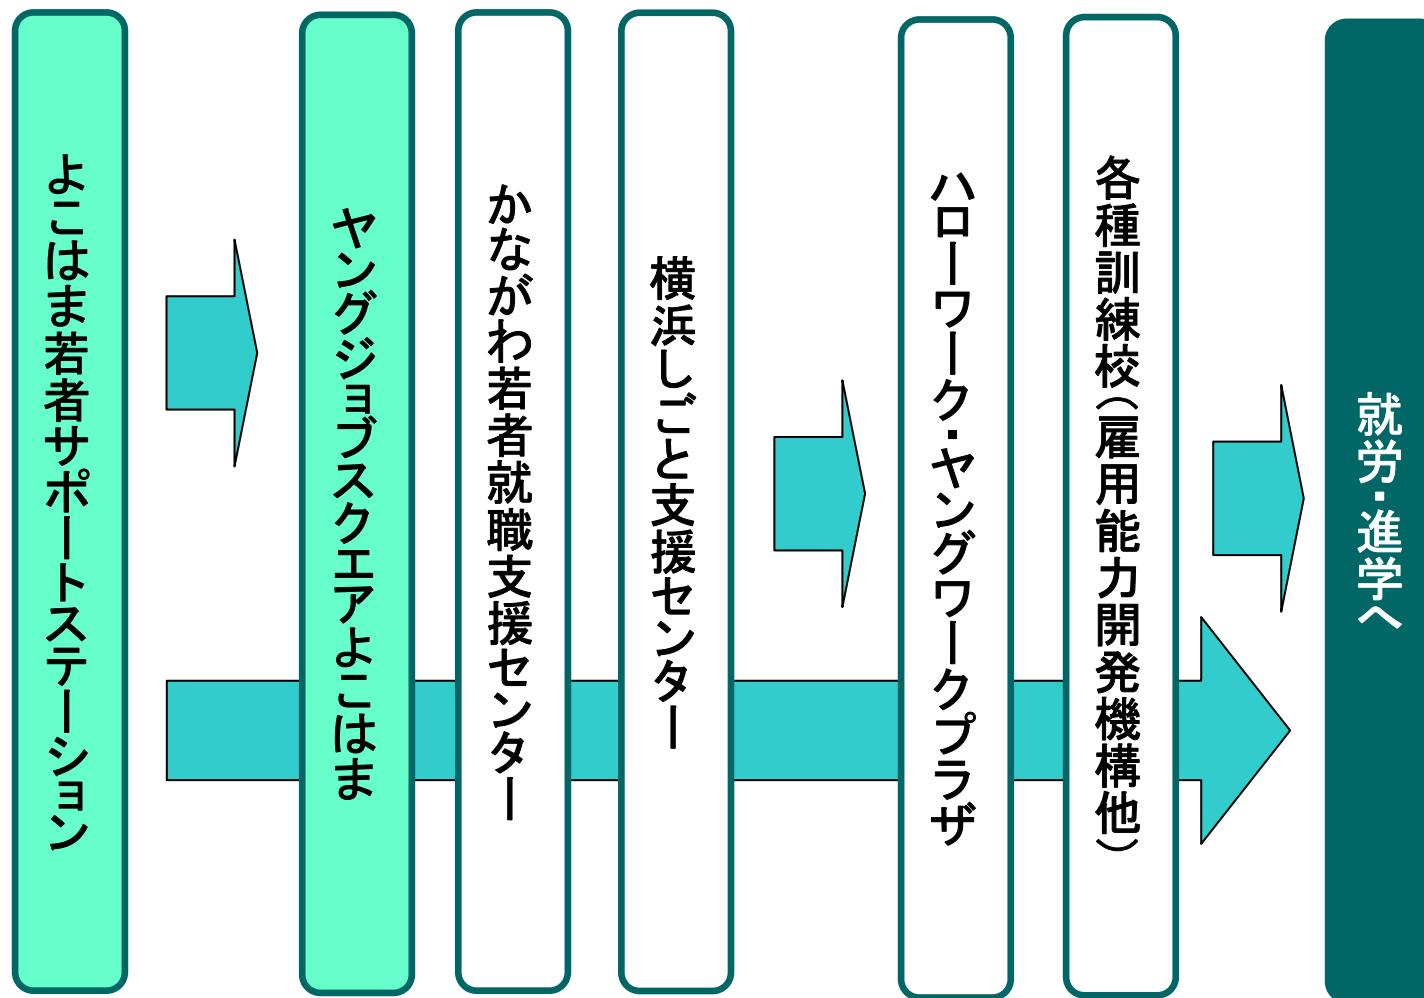 よこはま若者サポートステーション
ヤングジョブスクエアよこはま
かながわ若者就職支援センター
横浜しごと支援センター
ハローワーク・ヤングワークプラザ
各種訓練校（雇用能力開発機構他）
就労・進学へ